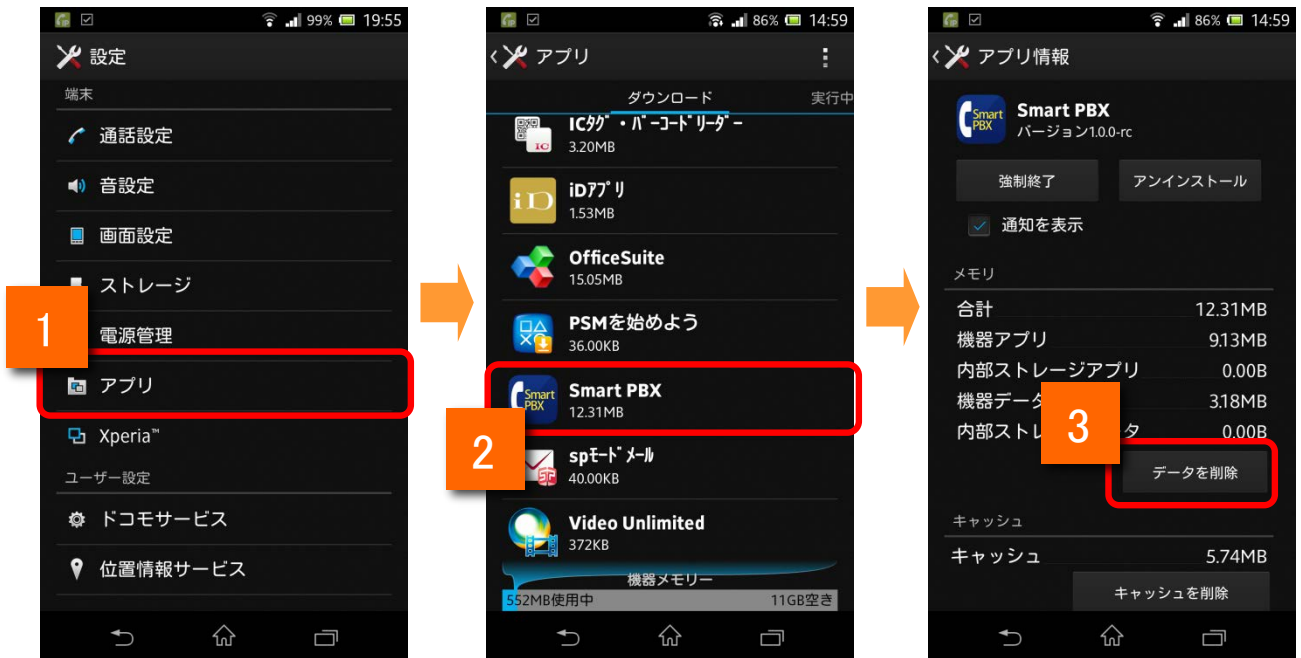 99% 19:55
設定
端末
通話設定
音設定
画面設定
ストレージ
1
電源管理
アプリ
Xperia™
ユーザー設定
ドコモサービス
位置情報サービス
86% 14:59
アプリ
ダウンロード 実行中
ICﾀｸﾞ・ﾊﾞｰｺｰﾄﾞﾘｰﾀﾞｰ
3.20MB
iD
iDｱﾌﾟﾘ
1.53MB
OfficeSuite
15.05MB
PSMを始めよう
36.00KB
Smart PBX
Smart PBX
12.31MB
2
spﾓｰﾄﾞﾒｰﾙ
40.00KB
Video Unlimited
372KB
機器メモリー
552MB使用中 11GB空き
86% 14:59
アプリ情報
Smart PBX
Smart PBX
バージョン1.0.0-rc
強制終了 アンインストール
通知を表示
メモリ
合計 12.31MB
機器アプリ 9.13MB
内部ストレージアプリ 0.00B
機器データ 3.18MB
内部ストレ タ 0.00B
3
データを削除
キャッシュ
キャッシュ 5.74MB
キャッシュを削除